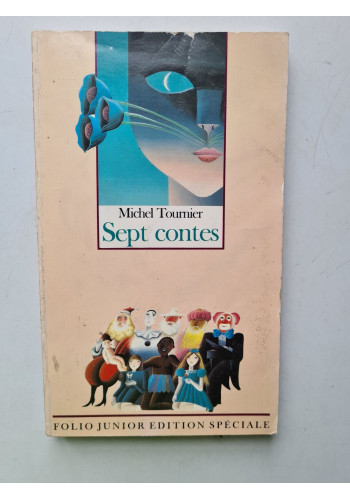 Michel Tournier
Sept contes
FOLIO JUNIOR EDITION SPÉCIALE